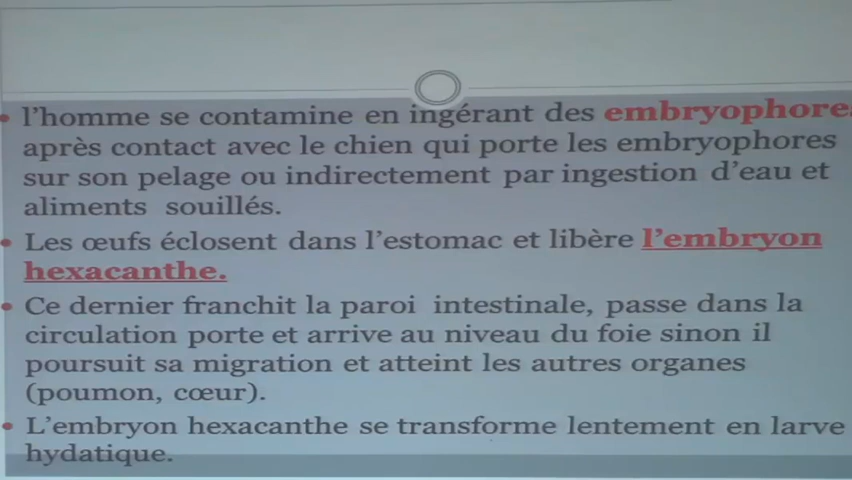 • l'homme se contamine en ingérant des embryophore
après contact avec le chien qui porte les embryophores
sur son pelage ou indirectement par ingestion d'eau et
aliments souillés.
• Les œufs éclosent dans l'estomac et libère l'embryon
hexacanthe.
• Ce dernier franchit la paroi intestinale, passe dans la
circulation porte et arrive au niveau du foie sinon il
poursuit sa migration et atteint les autres organes
(poumon, cœur).
• L'embryon hexacanthe se transforme lentement en larve
hydatique.